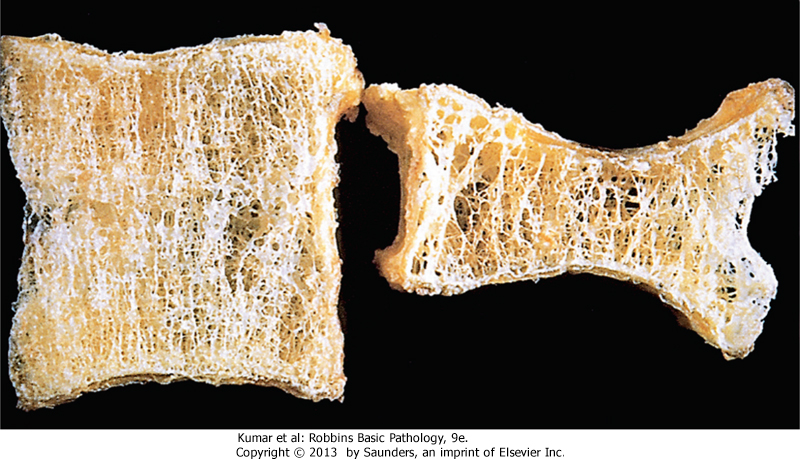 Kumar et al: Robbins Basic Pathology, 9e.
Copyright © 2013 by Saunders, an imprint of Elsevier Inc.